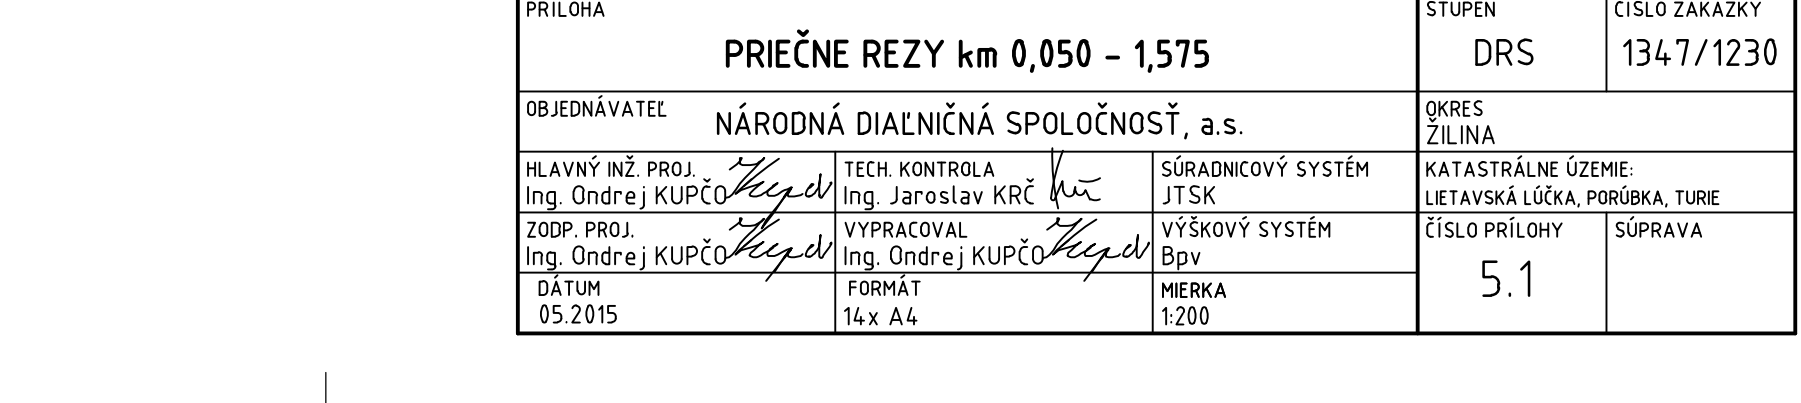 PRÍLOHA
PRIEČNE REZY km 0,050 - 1,575
STUPEŇ
DRS
ČÍSLO ZÁKAZKY
1347/1230
OBJEDNÁVATEĽ
NÁRODNÁ DIAĽNIČNÁ SPOLOČNOSŤ, a.s.
OKRES
ŽILINA
HLAVNÝ INŽ. PROJ.
Ing. Ondrej KUPČO
TECH. KONTROLA
Ing. Jaroslav KRČ
SÚRADNICOVÝ SYSTÉM
JTSK
KATASTRÁLNE ÚZEMIE:
LIETAVSKÁ LÚČKA, PORÚBKA, TURIE
ZODP. PROJ.
Ing. Ondrej KUPČO
VYPRACOVAL
Ing. Ondrej KUPČO
VÝŠKOVÝ SYSTÉM
Bpv
ČÍSLO PRÍLOHY
5.1
SÚPRAVA
DÁTUM
05.2015
FORMÁT
14x A4
MIERKA
1:200